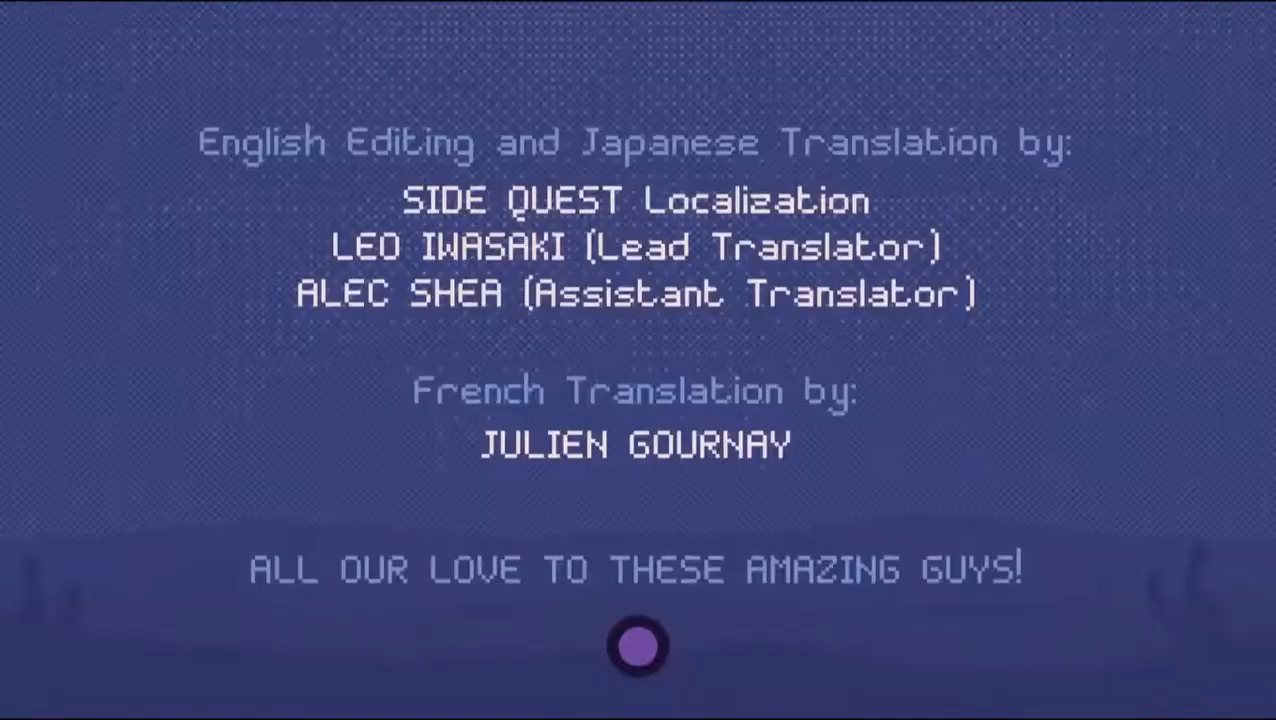 English Editing and Japanese Translation by:
SIDE QUEST Localization
LEO IWASAKI (Lead Translator)
ALEC SHEA (Assistant Translator)
French Translation by:
JULIEN GOURNAY
ALL OUR LOVE TO THESE AMAZING GUYS!